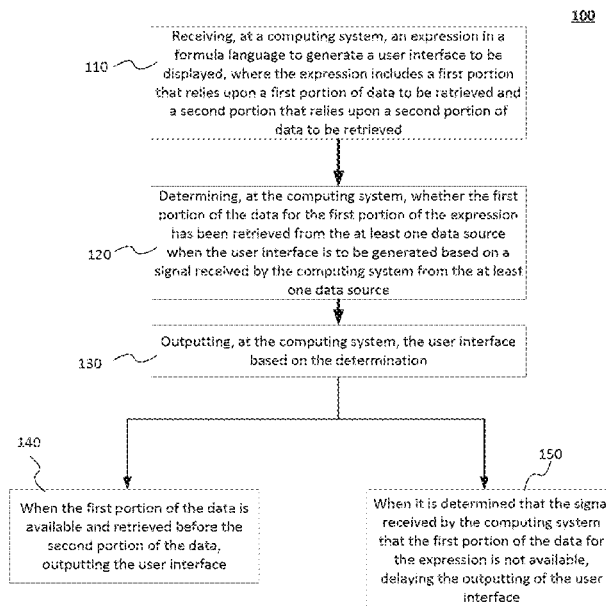 100
110
Receiving, at a computing system, an expression in a
formula language to generate a user interface to be
displayed, where the expression includes a first portion
that relies upon a first portion of data to be retrieved and
a second portion that relies upon a second portion of
data to be retrieved
120
Determining, at the computing system, whether the first
portion of the data for the first portion of the expression
has been retrieved from the at least one data source
when the user interface is to be generated based on a
signal received by the computing system from the at least
one data source
130
Outputting, at the computing system, the user interface
based on the determination
140
When the first portion of the data is
available and retrieved before the
second portion of the data,
outputting the user interface
150
When it is determined that the signal
received by the computing system
that the first portion of the data for
the expression is not available,
delaying the outputting of the user
interface